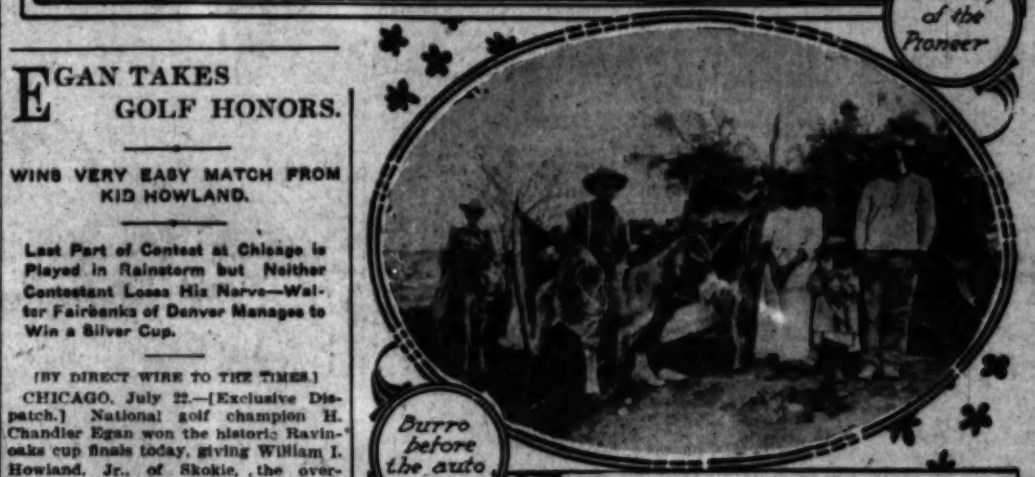 EGAN TAKES
GOLF HONORS.
WINS VERY EASY MATCH FROM
KID HOWLAND.
Last Part of Contest at Chicago is
Played in Rainstorm but Neither
Contestant Loses His Nerve—Wal-
ter Fairbanks of Denver Manages to
Win a Silver Cup.
[BY DIRECT WIRE TO THE TIMES.]
CHICAGO, July 22.—[Exclusive Dis-
patch.] National golf champion H.
Chandler Egan won the historic Ravin-
oaks cup finals today, giving William I.
Howland, Jr., of Skokie, the over-
of the
Pioneer
Burro
before
the auto